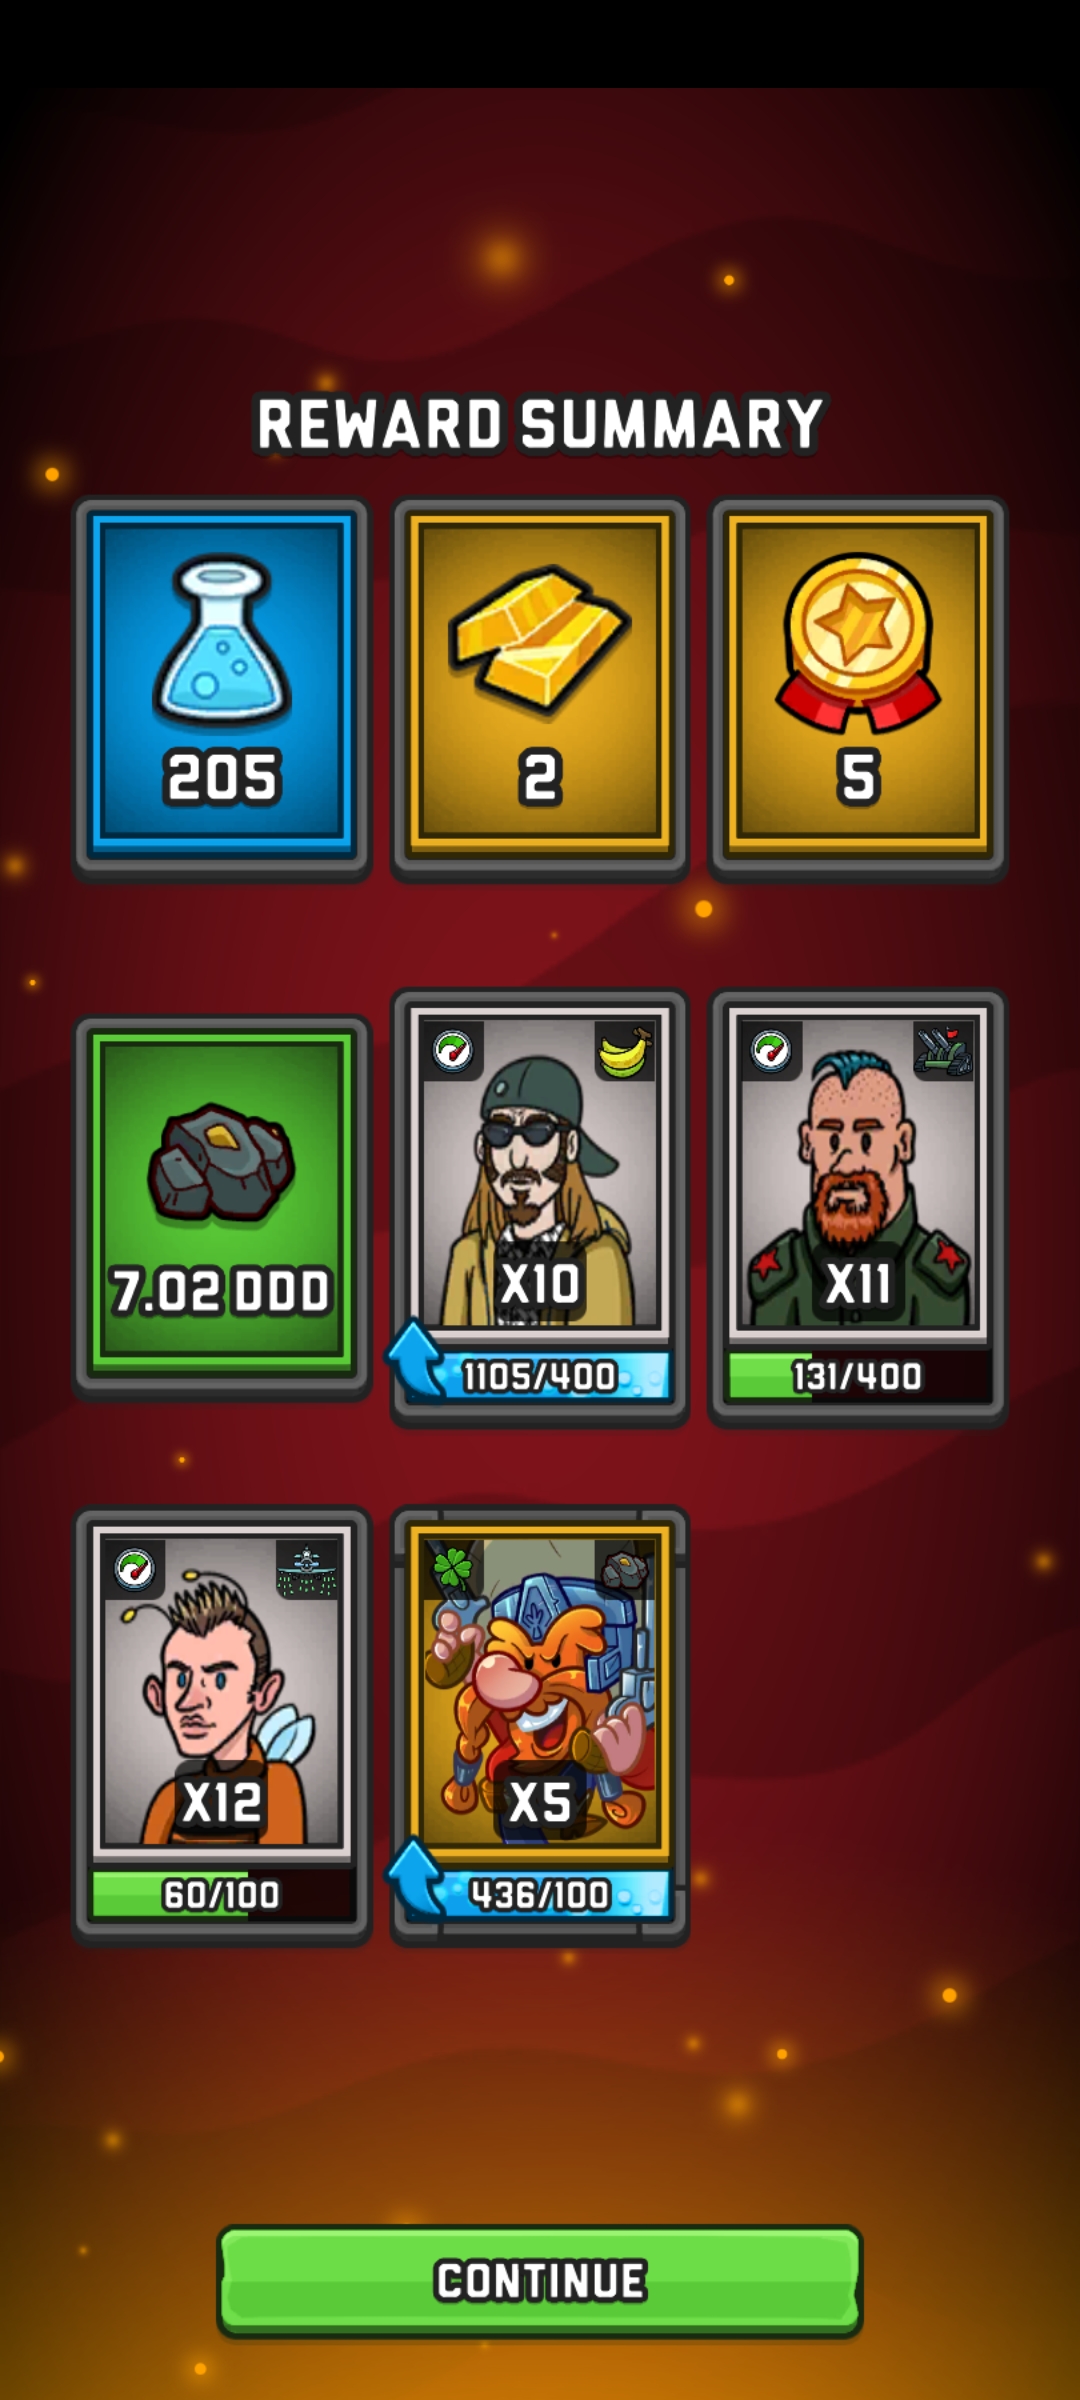 REWARD SUMMARY
205
2
5
7.02 DDD
X10
1105/400
X11
131/400
X12
60/100
X5
436/100
CONTINUE